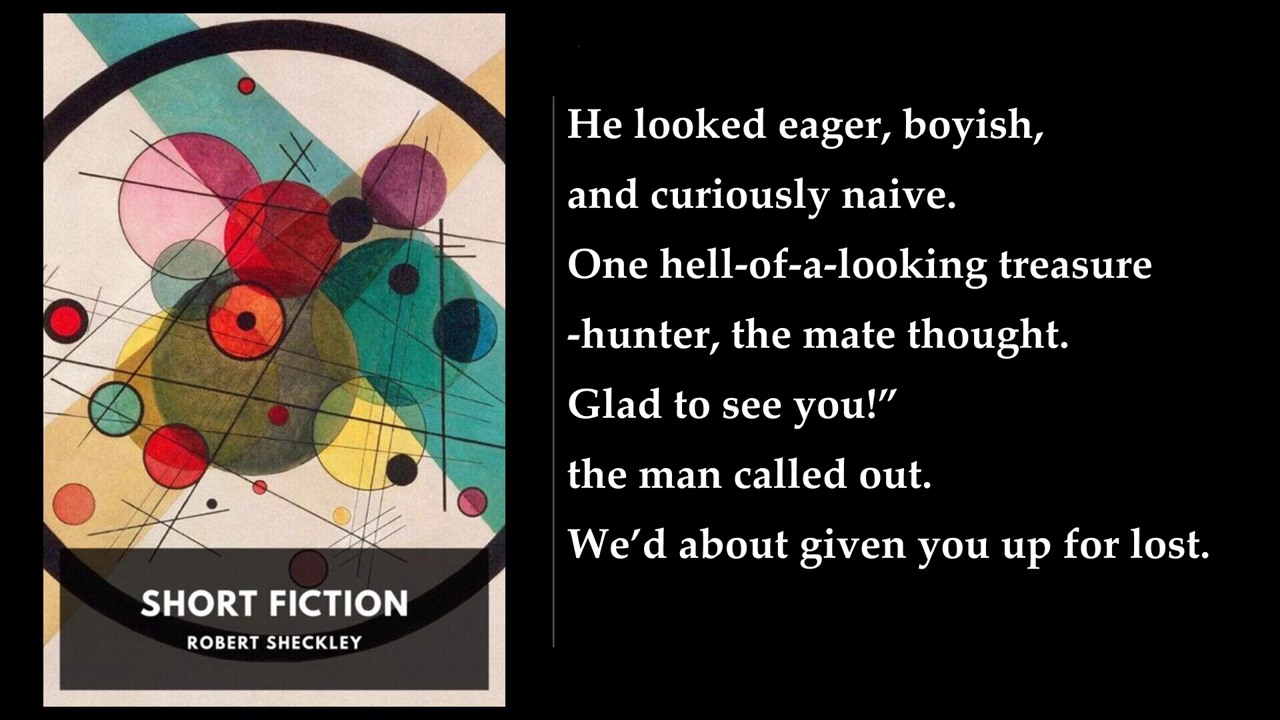 SHORT FICTION
ROBERT SHECKLEY
He looked eager, boyish,
and curiously naive.
One hell-of-a-looking treasure
-hunter, the mate thought.
Glad to see you!”
the man called out.
We’d about given you up for lost.